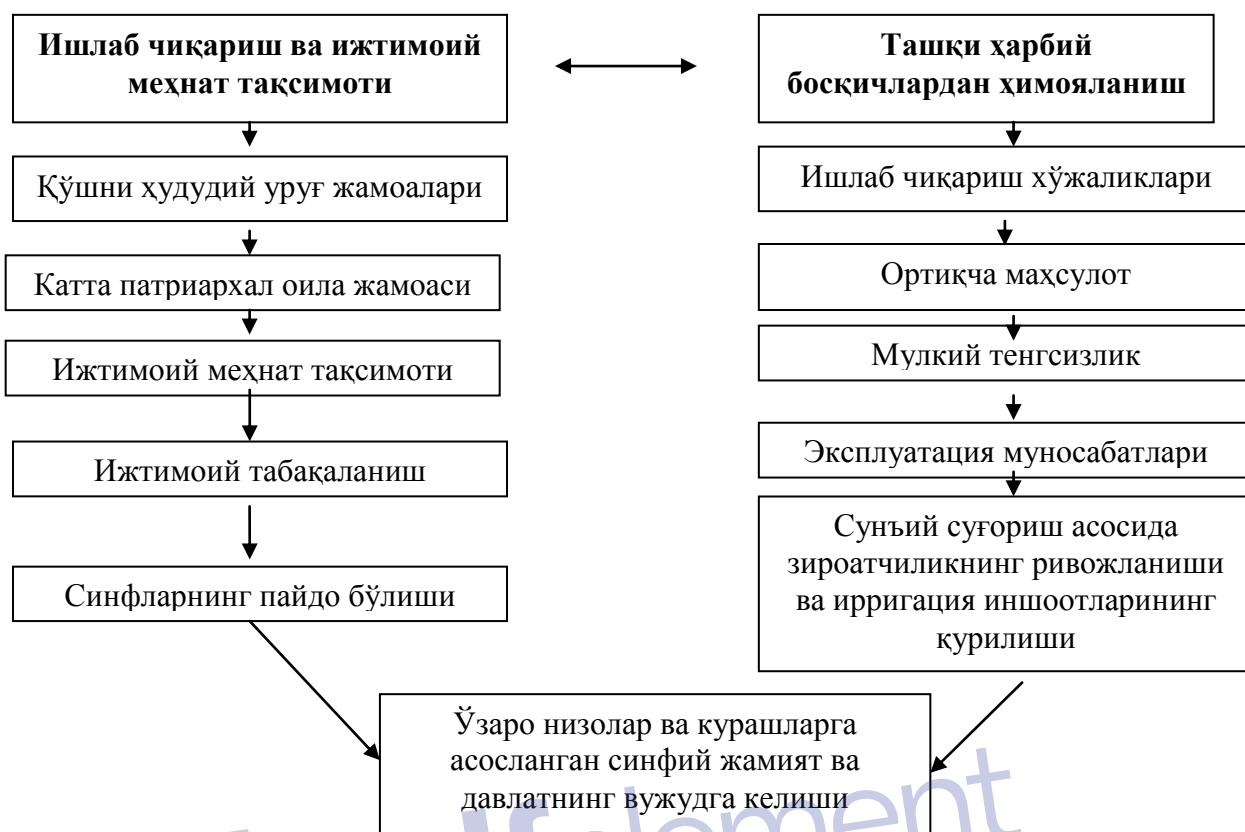 Ишлаб чиқариш ва ижтимоий
меҳнат тақсимоти
Қўшни ҳудудий уруғ жамоалари
Катта патриархал оила жамоаси
Ижтимоий меҳнат тақсимоти
Ижтимоий табақаланиш
Синфларнинг пайдо бўлиши
Ташқи ҳарбий
босқичлардан ҳимояланиш
Ишлаб чиқариш хўжаликлари
Ортиқча маҳсулот
Мулкий тенгсизлик
Эксплуатация муносабатлари
Сунъий суғориш асосида
зироатчиликнинг ривожланиши
ва ирригация иншоотларининг
қурилиши
Ўзаро низолар ва курашларга
асосланган синфий жамият ва
давлатнинг вужудга келиши